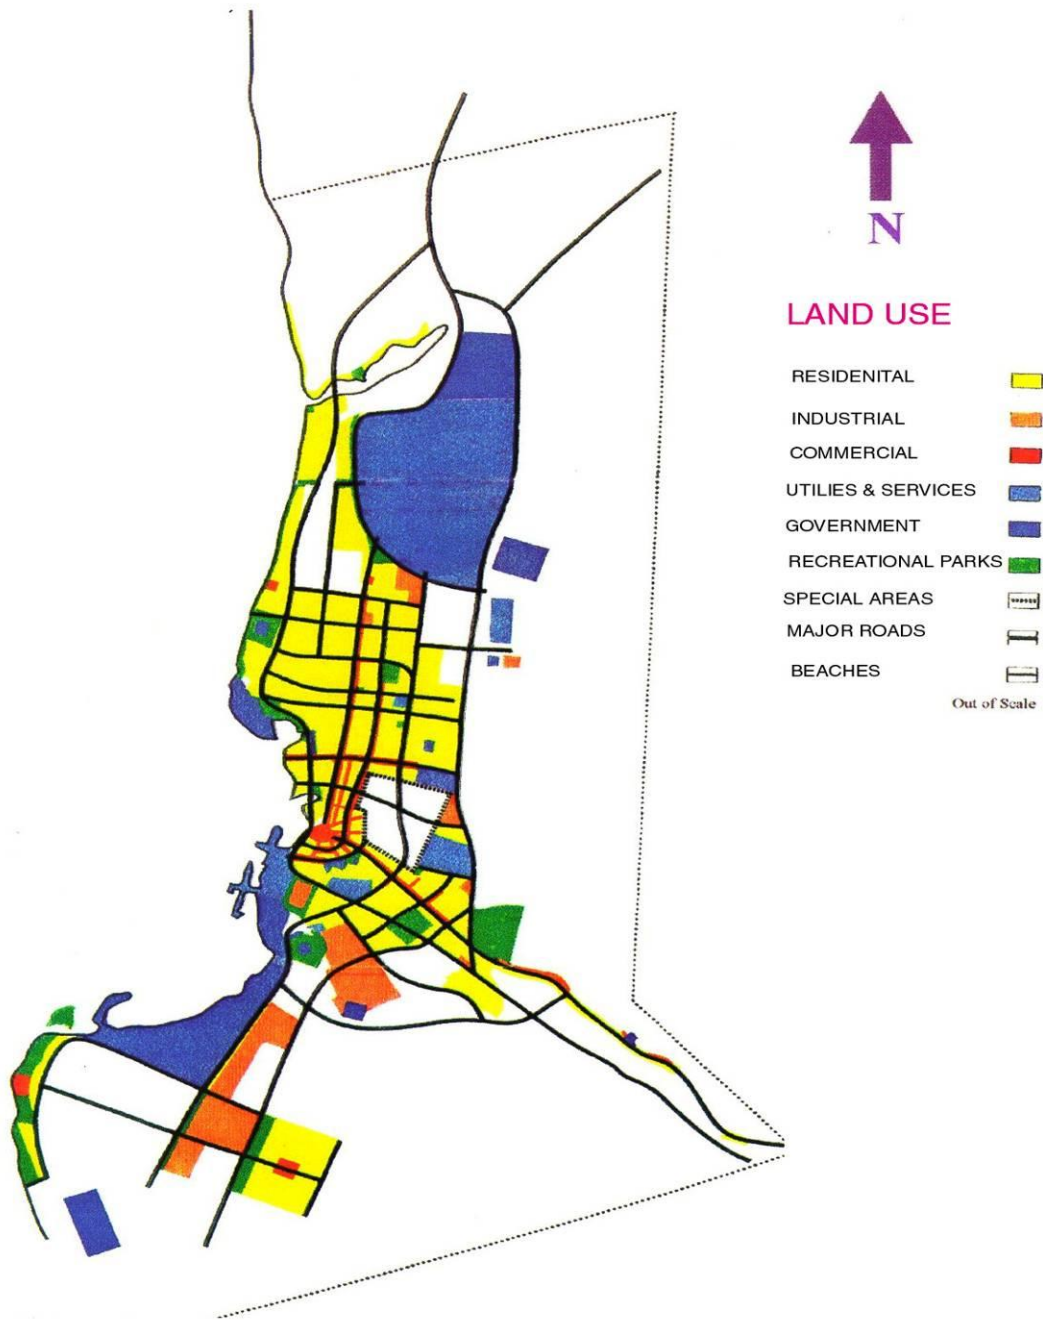 N
LAND USE
RESIDENITAL
INDUSTRIAL
COMMERCIAL
UTILIES & SERVICES
GOVERNMENT
RECREATIONAL PARKS
SPECIAL AREAS
MAJOR ROADS
BEACHES
Out of Scale